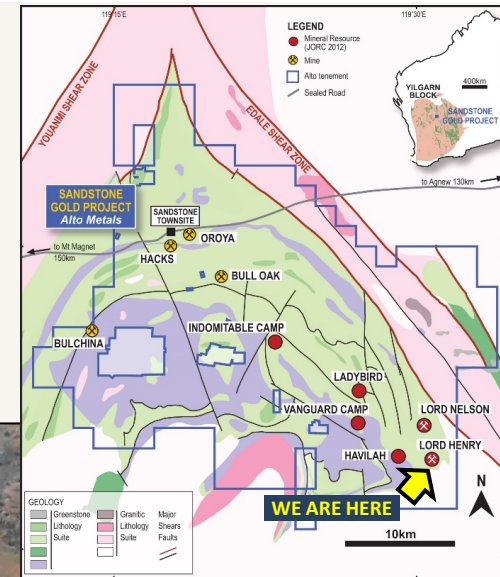 119°15'E
119°30'E
LEGEND
Mineral Resource
(JORC 2012)
Mine
Alto tenement
Sealed Road
400km
YILGARN
BLOCK
SANDSTONE
GOLD PROJECT
YOUANMI SHEAR ZONE
EDALE SHEAR ZONE
to Agnew 130km
SANDSTONE
GOLD PROJECT
Alto Metals
SANDSTONE
TOWNSITE
OROYA
to Mt Magnet
150km
HACKS
BULL OAK
BULCHINA
INDOMITABLE CAMP
LADYBIRD
VANGUARD CAMP
LORD NELSON
LORD HENRY
HAVILAH
WE ARE HERE
N
10km
GEOLOGY
Greenstone
Lithology
Suite
Granitic
Lithology
Suite
Major
Shears
Faults